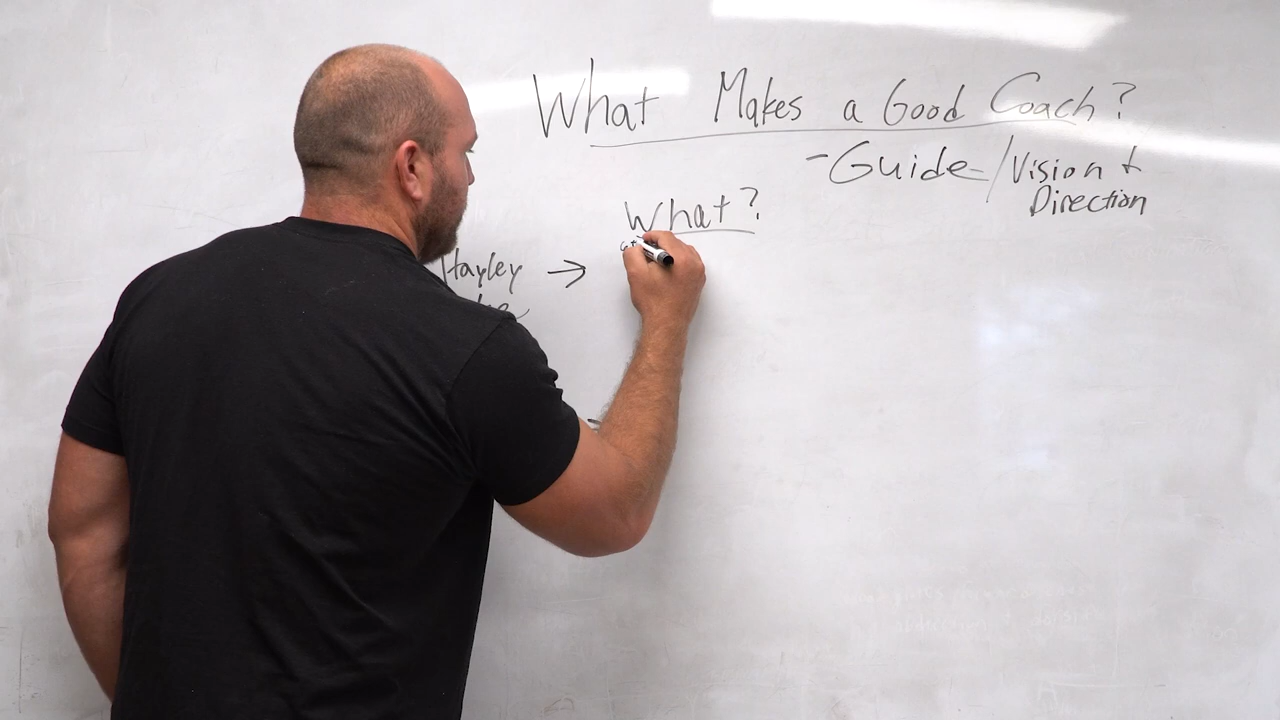 What Makes a Good Coach?
- Guide / Vision +
Direction
What?
Hayley →